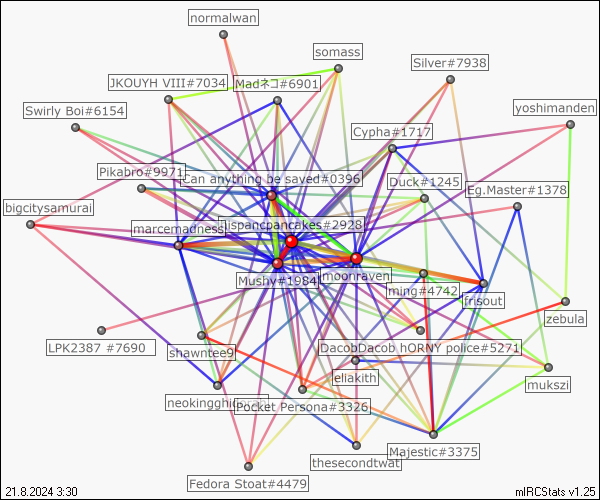 normalwan
somass
Silver#7938
JKOUYH VIII#7034
Madネコ#6901
Swirly Boi#6154
yoshimanden
Cypha#1717
Pikabro#9971
Can anything be saved#0396
Duck#1245
Eg.Master#1378
bigcitysamurai
marcemadness
hispancpancakes#2928
Mushy#1984
moorraven
ming#4742
frisout
zebula
LPK2387 #7690
shawntee9
DacobDacob hORNY police#5271
eliakith
mukszi
Pocket Persona#3326
Majestic#3375
thesecondtwat
Fedora Stoat#4479
21.8.2024 3:30
mIRCStats v1.25